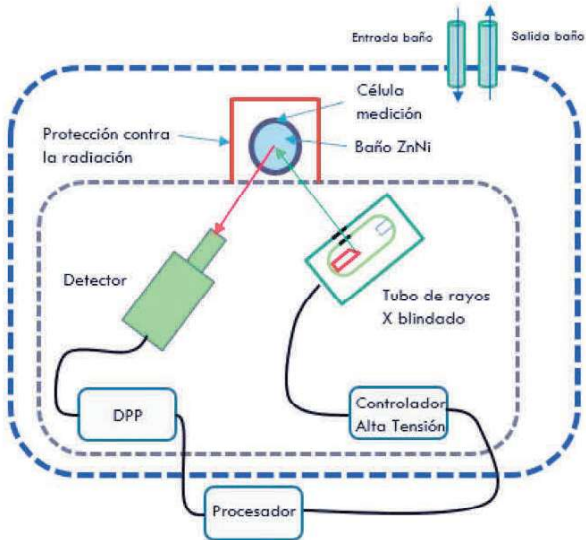 Entrada baño
Salida baño
Célula
medición
Protección contra
la radiación
Baño ZnNi
Detector
Tubo de rayos
X blindado
DPP
Controlador
Alta Tensión
Procesador